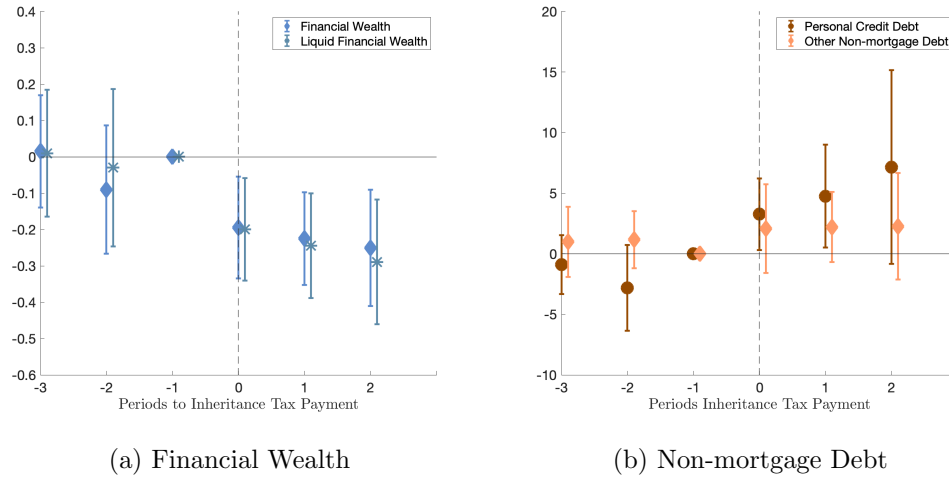 0.4
0.3
0.2
0.1
0
-0.1
-0.2
-0.3
-0.4
-0.5
-0.6
Financial Wealth
Liquid Financial Wealth
-3 -2 -1 0 1 2
Periods to Inheritance Tax Payment
(a) Financial Wealth
20
15
10
5
0
-5
-10
Personal Credit Debt
Other Non-mortgage Debt
-3 -2 -1 0 1 2
Periods Inheritance Tax Payment
(b) Non-mortgage Debt